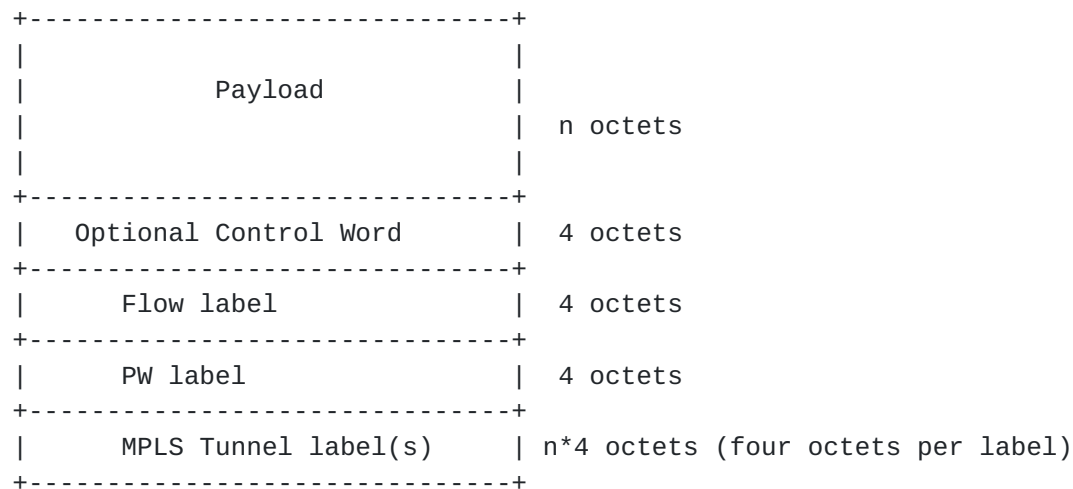 +-------------------------------+
|                               |
|             Payload           |
|                               |  n octets
|                               |
+-------------------------------+
|   Optional Control Word       |  4 octets
+-------------------------------+
|      Flow label               |  4 octets
+-------------------------------+
|      PW label                 |  4 octets
+-------------------------------+
|      MPLS Tunnel label(s)     | n*4 octets (four octets per label)
+-------------------------------+